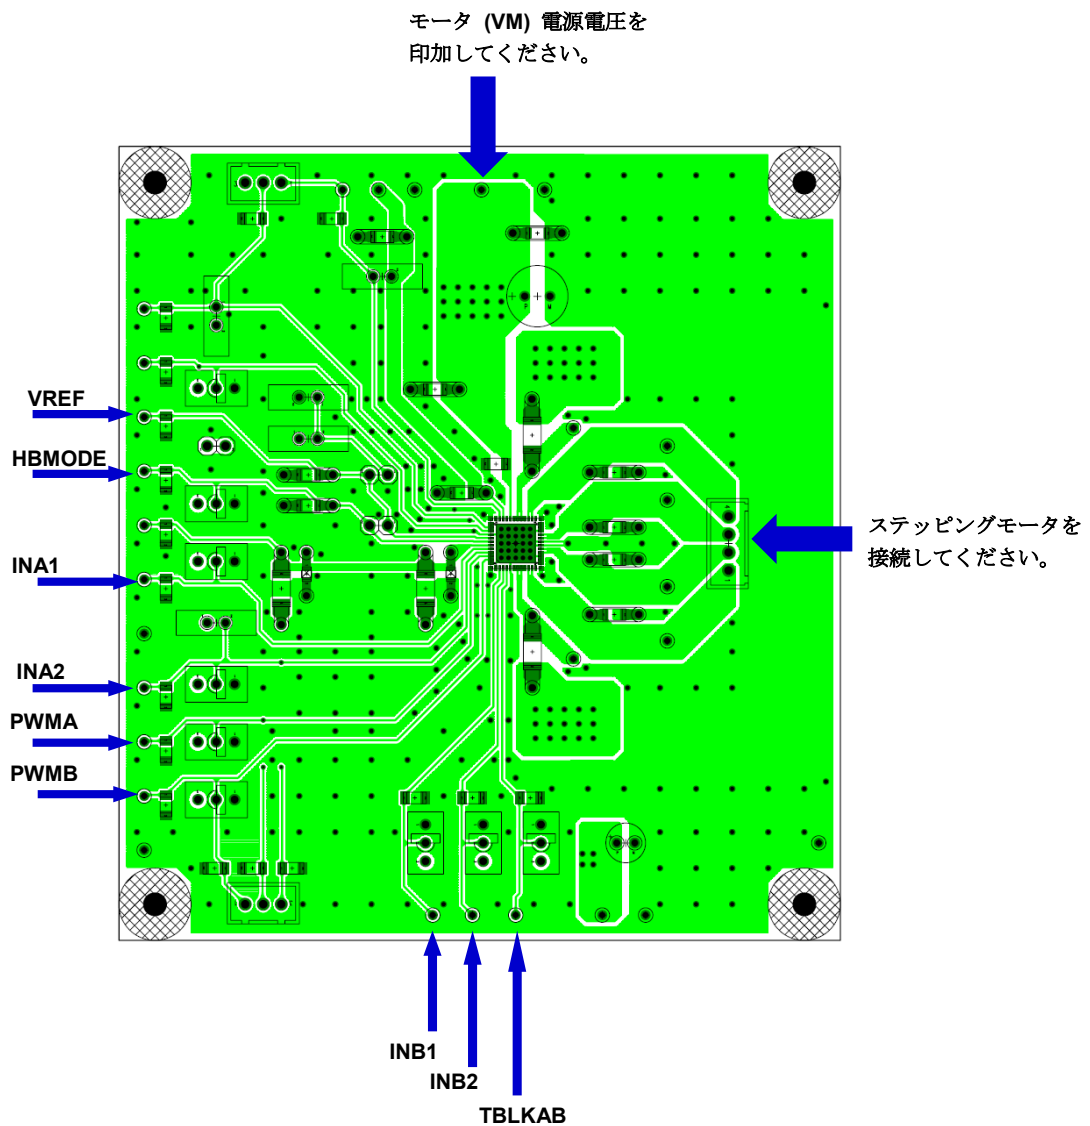 モータ (VM) 電源電圧を
印加してください。
VREF
HBMODE
ステッピングモータを
接続してください。
INA1
INA2
PWMA
PWMB
INB1
INB2
TBLKAB